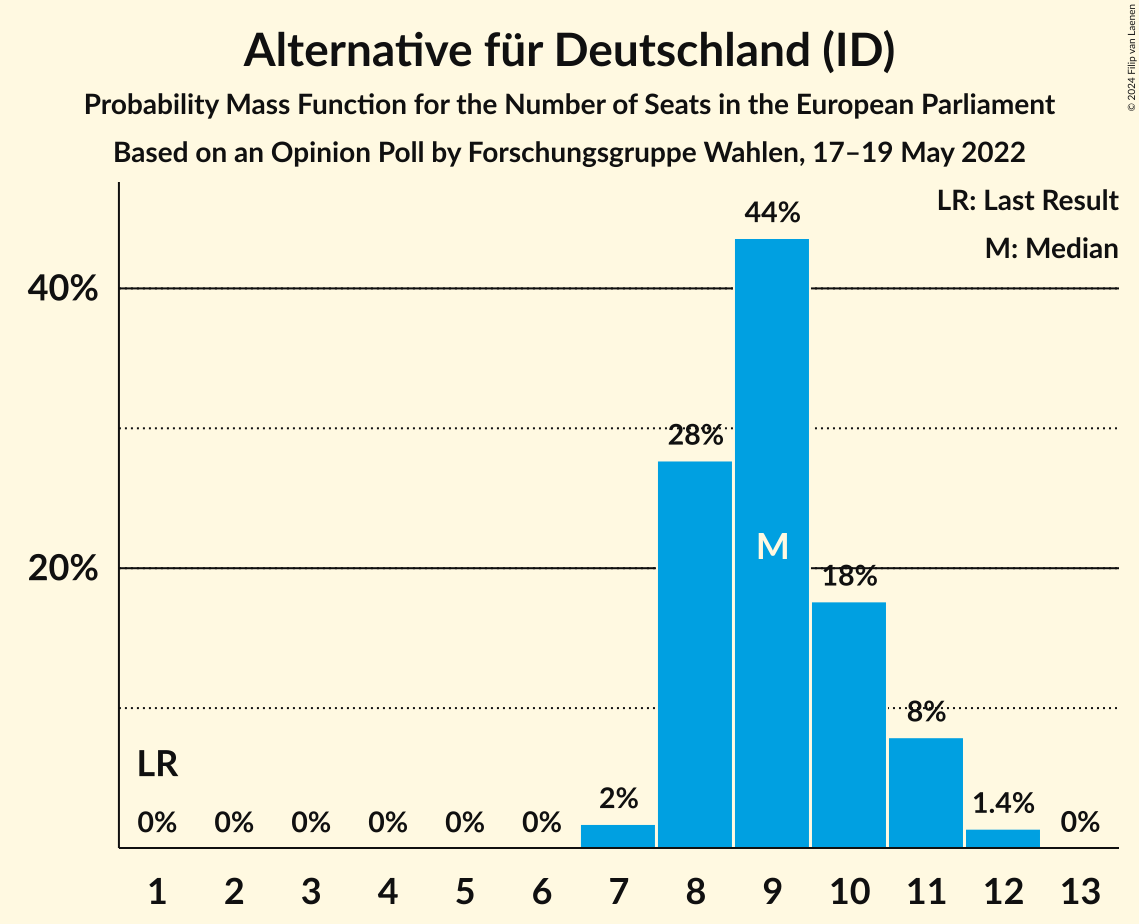 Alternative für Deutschland (ID)
Probability Mass Function for the Number of Seats in the European Parliament
Based on an Opinion Poll by Forschungsgruppe Wahlen, 17–19 May 2022
© 2024 Filip van Laenen
LR: Last Result
M: Median
44%
40%
28%
M
20%
18%
8%
LR
2%
1.4%
0% 0% 0% 0% 0% 0% 0%
1 2 3 4 5 6 7 8 9 10 11 12 13